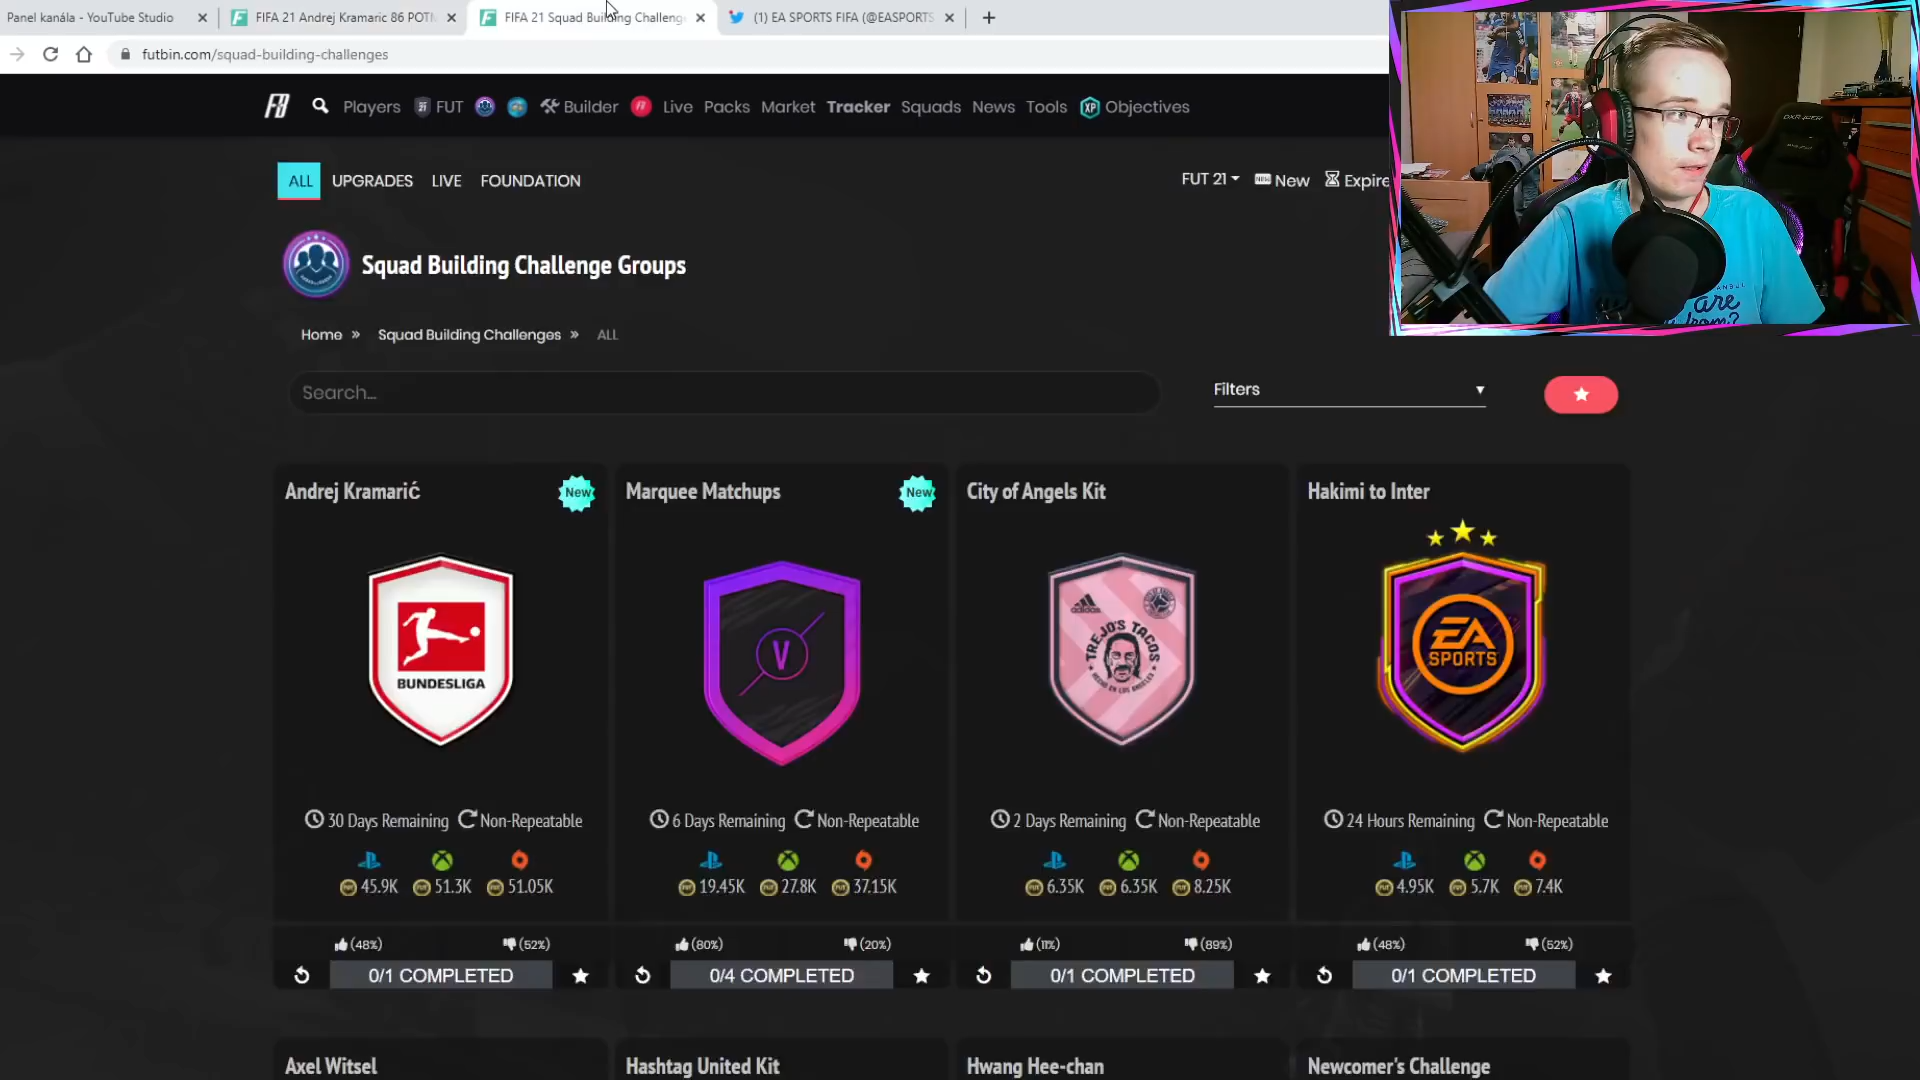 Panel kanála - YouTube Studio
FIFA 21 Andrej Kramaric 86 POTM
FIFA 21 Squad Building Challenge
(1) EA SPORTS FIFA (@EASPORTS
futbin.com/squad-building-challenges
Players FUT Builder Live Packs Market Tracker Squads News Tools XP Objectives
ALL UPGRADES LIVE FOUNDATION
FUT 21 New Expire
Squad Building Challenge Groups
Home » Squad Building Challenges » ALL
Search...
Filters
Andrej Kramarić New
Marquee Matchups New
City of Angels Kit
Hakimi to Inter
BUNDESLIGA
V
adidas
TREJO'S TACOS
EA SPORTS
30 Days Remaining Non-Repeatable
6 Days Remaining Non-Repeatable
2 Days Remaining Non-Repeatable
24 Hours Remaining Non-Repeatable
45.9K 51.3K 51.05K
19.45K 27.8K 37.15K
6.35K 6.35K 8.25K
4.95K 5.7K 7.4K
(48%) (52%)
(80%) (20%)
(11%) (89%)
(48%) (52%)
0/1 COMPLETED
0/4 COMPLETED
0/1 COMPLETED
0/1 COMPLETED
Axel Witsel
Hashtag United Kit
Hwang Hee-chan
Newcomer's Challenge